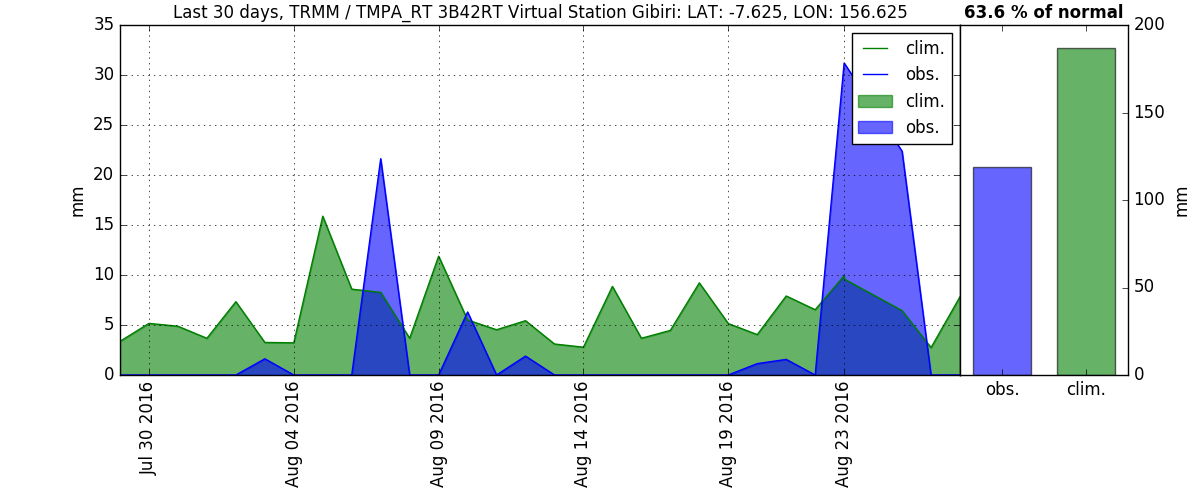 Last 30 days, TRMM / TMPA_RT 3B42RT Virtual Station Gibiri: LAT: -7.625, LON: 156.625
63.6 % of normal
35
30
25
20
15
10
5
0
mm
clim.
obs.
clim.
obs.
200
150
100
50
0
mm
Jul 30 2016
Aug 04 2016
Aug 09 2016
Aug 14 2016
Aug 19 2016
Aug 23 2016
obs.
clim.